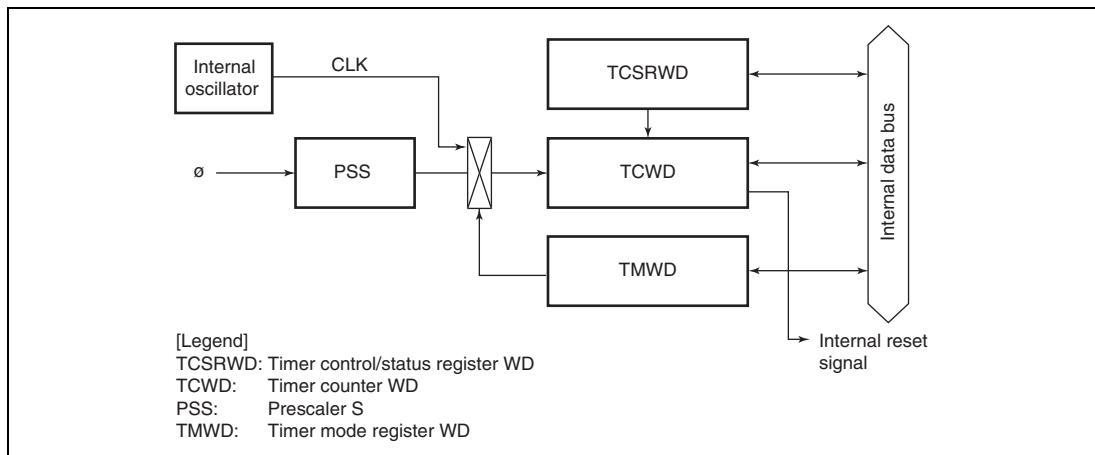 Internal
oscillator
CLK
TCSRWD
ø
PSS
TCWD
TMWD
Internal data bus
Internal reset
signal
[Legend]
TCSRWD: Timer control/status register WD
TCWD: Timer counter WD
PSS: Prescaler S
TMWD: Timer mode register WD